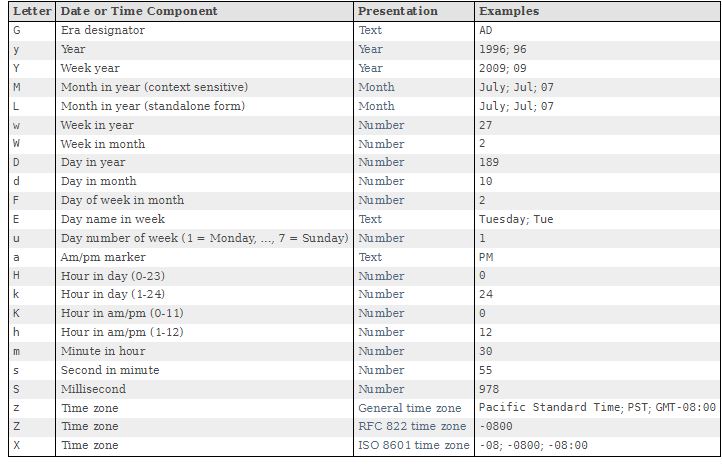 Letter Date or Time Component Presentation Examples
G Era designator Text AD
y Year Year 1996; 96
Y Week year Year 2009; 09
M Month in year (context sensitive) Month July; Jul; 07
L Month in year (standalone form) Month July; Jul; 07
w Week in year Number 27
W Week in month Number 2
D Day in year Number 189
d Day in month Number 10
F Day of week in month Number 2
E Day name in week Text Tuesday; Tue
u Day number of week (1 = Monday, ..., 7 = Sunday) Number 1
a Am/pm marker Text PM
H Hour in day (0-23) Number 0
k Hour in day (1-24) Number 24
K Hour in am/pm (0-11) Number 0
h Hour in am/pm (1-12) Number 12
m Minute in hour Number 30
s Second in minute Number 55
S Millisecond Number 978
z Time zone General time zone Pacific Standard Time; PST; GMT-08:00
Z Time zone RFC 822 time zone -0800
X Time zone ISO 8601 time zone -08; -0800; -08:00